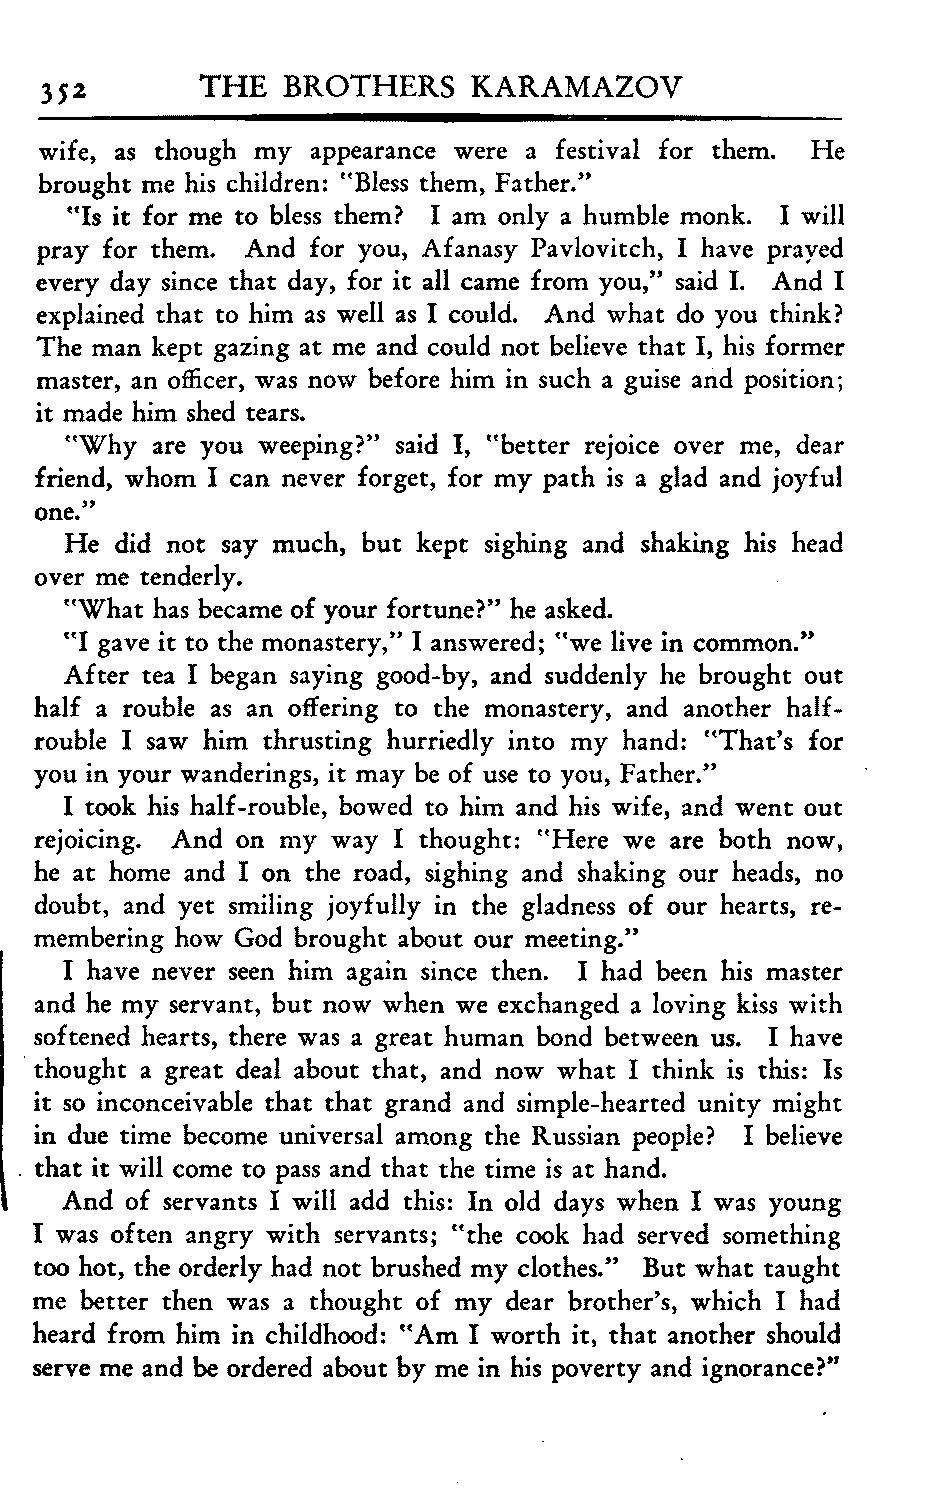 352 THE BROTHERS KARAMAZOV
wife, as though my appearance were a festival for them. He
brought me his children: "Bless them, Father."
"Is it for me to bless them? I am only a humble monk. I will
pray for them. And for you, Afanasy Pavlovitch, I have prayed
every day since that day, for it all came from you," said I. And I
explained that to him as well as I could. And what do you think?
The man kept gazing at me and could not believe that I, his former
master, an officer, was now before him in such a guise and position;
it made him shed tears.
"Why are you weeping?" said I, "better rejoice over me, dear
friend, whom I can never forget, for my path is a glad and joyful
one."
He did not say much, but kept sighing and shaking his head
over me tenderly.
"What has became of your fortune?" he asked.
"I gave it to the monastery," I answered; "we live in common."
After tea I began saying good-by, and suddenly he brought out
half a rouble as an offering to the monastery, and another half-
rouble I saw him thrusting hurriedly into my hand: "That's for
you in your wanderings, it may be of use to you, Father."
I took his half-rouble, bowed to him and his wife, and went out
rejoicing. And on my way I thought: "Here we are both now,
he at home and I on the road, sighing and shaking our heads, no
doubt, and yet smiling joyfully in the gladness of our hearts, re-
membering how God brought about our meeting."
I have never seen him again since then. I had been his master
and he my servant, but now when we exchanged a loving kiss with
softened hearts, there was a great human bond between us. I have
thought a great deal about that, and now what I think is this: Is
it so inconceivable that that grand and simple-hearted unity might
in due time become universal among the Russian people? I believe
that it will come to pass and that the time is at hand.
And of servants I will add this: In old days when I was young
I was often angry with servants; "the cook had served something
too hot, the orderly had not brushed my clothes." But what taught
me better then was a thought of my dear brother's, which I had
heard from him in childhood: "Am I worth it, that another should
serve me and be ordered about by me in his poverty and ignorance?"